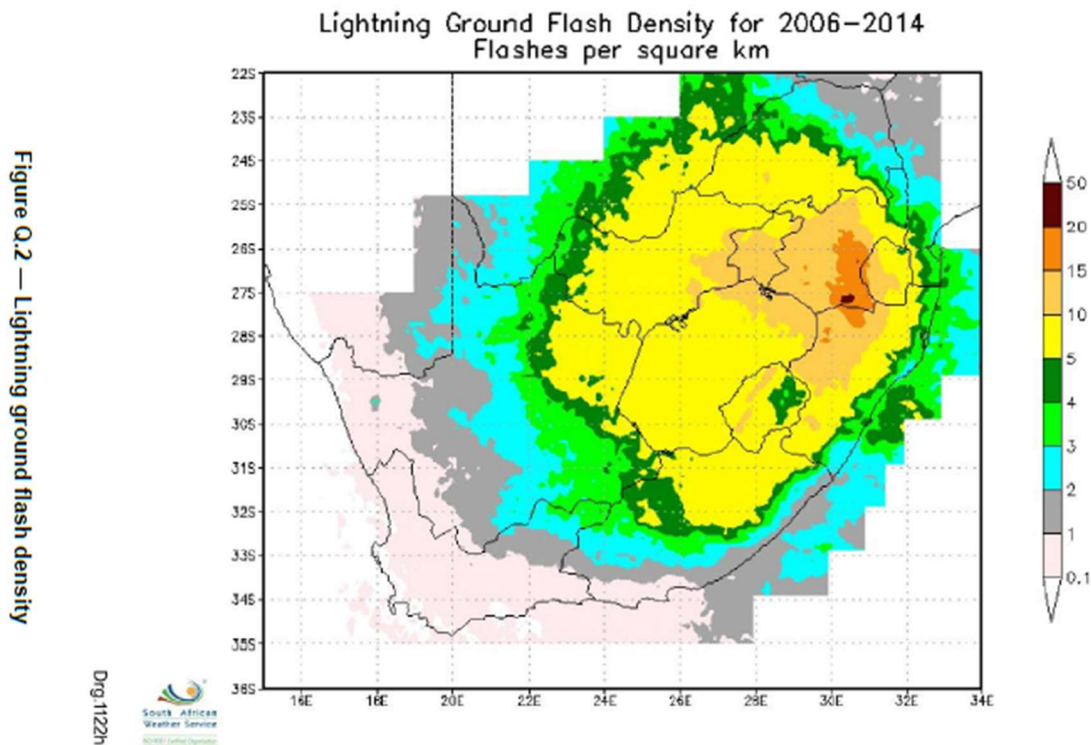 Lightning Ground Flash Density for 2006–2014
Flashes per square km
22S
23S
24S
25S
26S
27S
28S
29S
30S
31S
32S
33S
34S
35S
36S
16E
18E
20E
22E
24E
26E
28E
30E
32E
34E
50
20
15
10
5
4
3
2
1
0.1
Figure Q.2 — Lightning ground flash density
Drg.1122h
South African
Weather Service